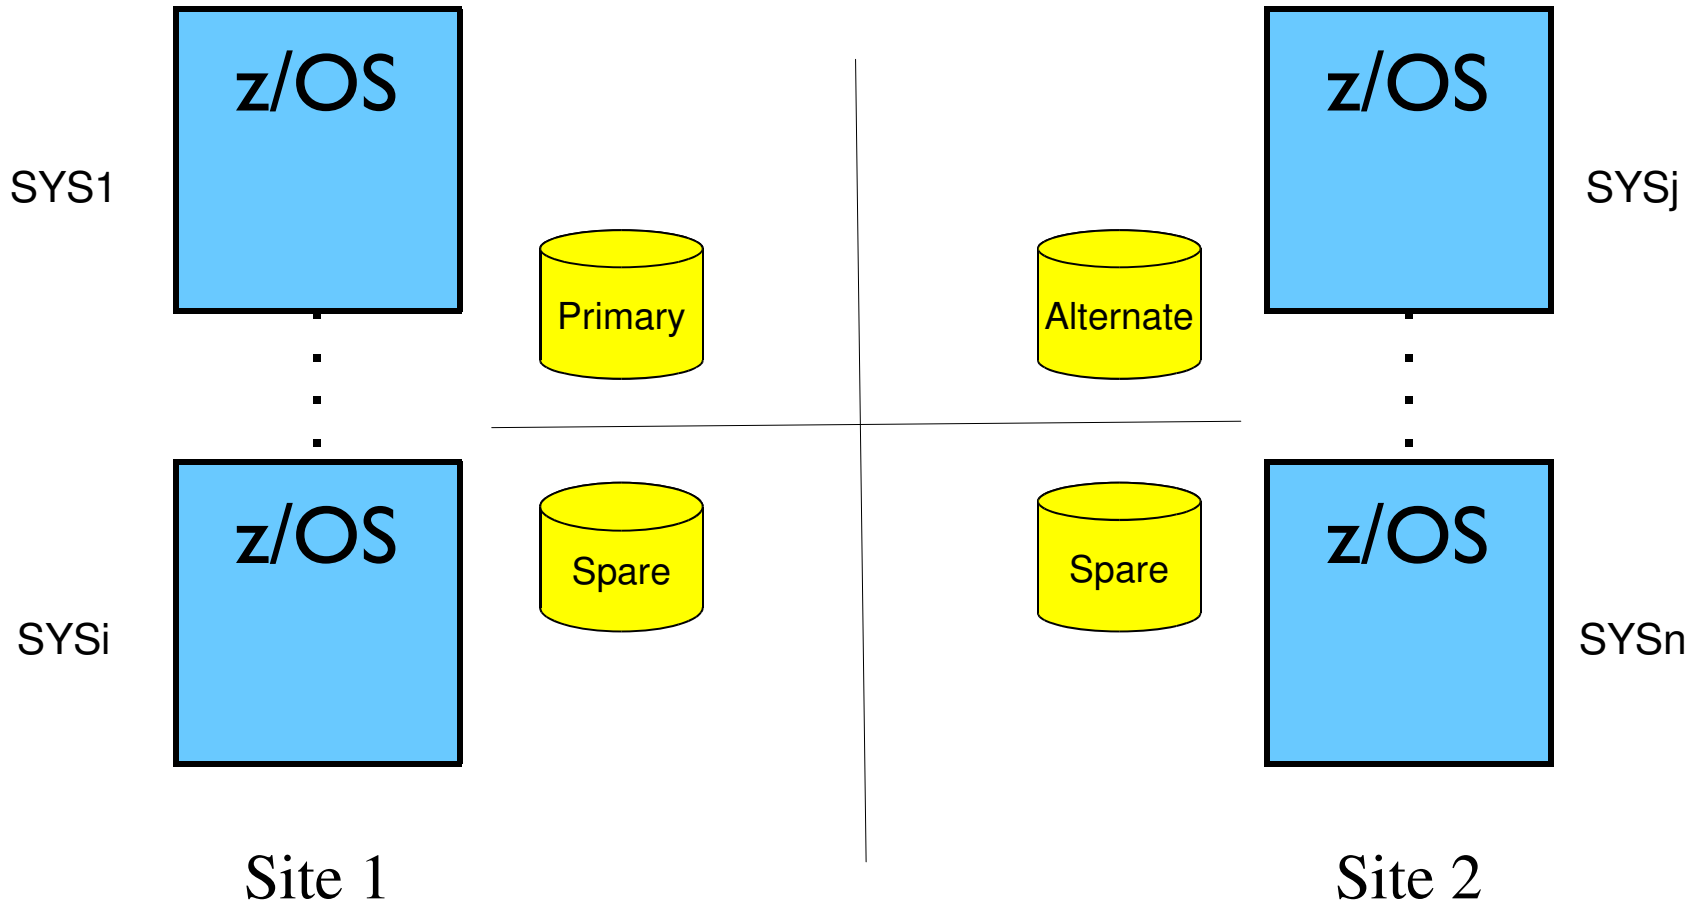 z/OS
z/OS
SYS1
SYSj
Primary
Alternate
z/OS
z/OS
Spare
Spare
SYSi
SYSn
Site 1
Site 2